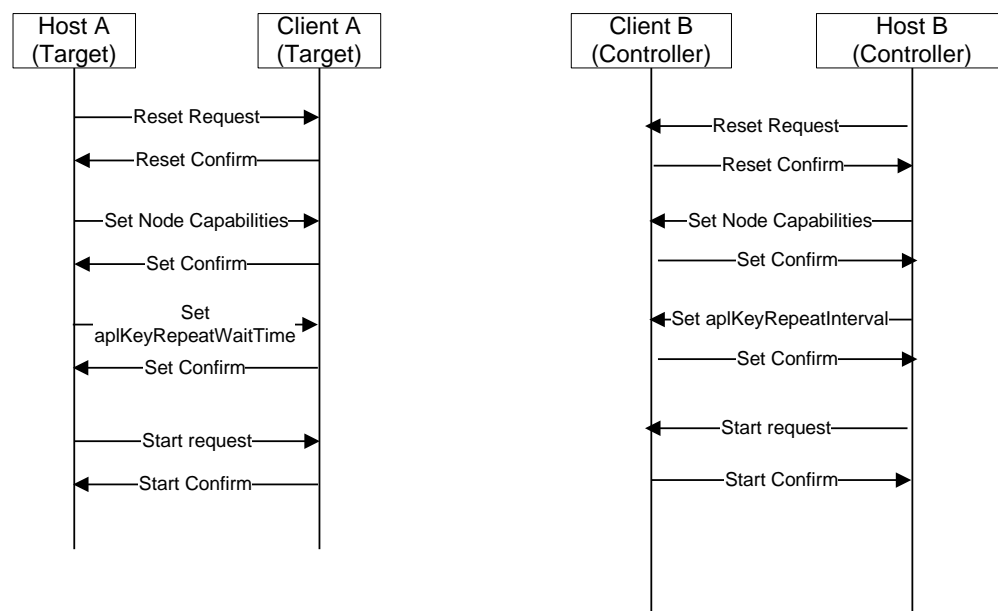 Host A
(Target)
Client A
(Target)
Client B
(Controller)
Host B
(Controller)
Reset Request
Reset Confirm
Set Node Capabilities
Set Confirm
Set
aplKeyRepeatWaitTime
Set Confirm
Start request
Start Confirm
Reset Request
Reset Confirm
Set Node Capabilities
Set Confirm
Set aplKeyRepeatInterval
Set Confirm
Start request
Start Confirm